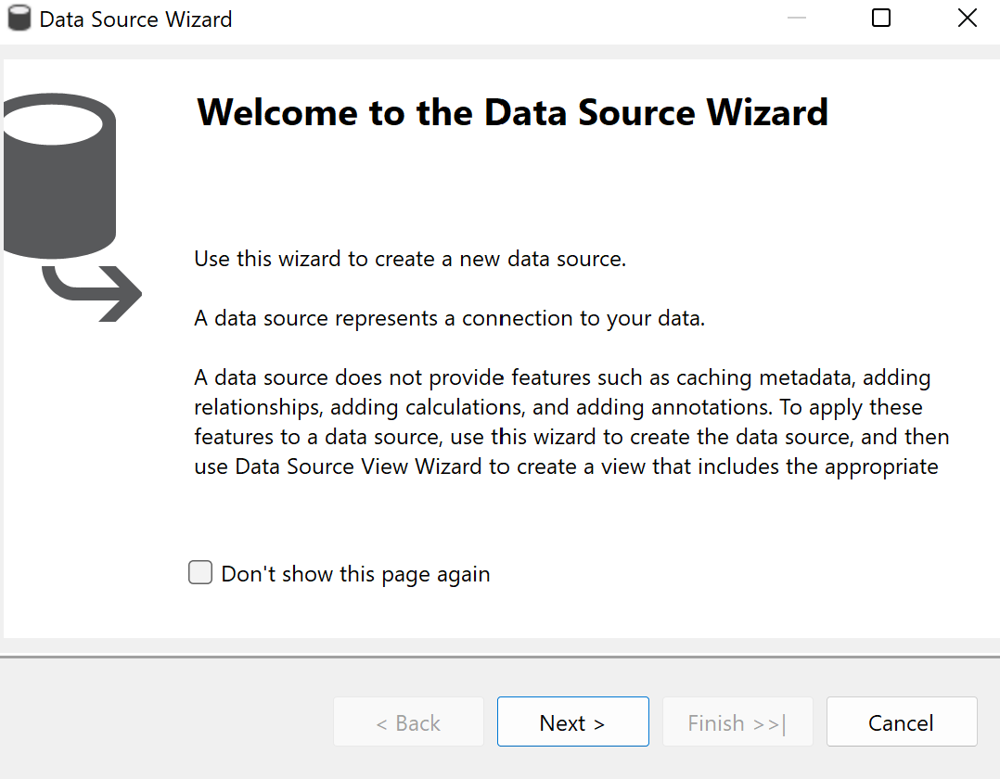 Data Source Wizard
Welcome to the Data Source Wizard
Use this wizard to create a new data source.
A data source represents a connection to your data.
A data source does not provide features such as caching metadata, adding
relationships, adding calculations, and adding annotations. To apply these
features to a data source, use this wizard to create the data source, and then
use Data Source View Wizard to create a view that includes the appropriate
Don't show this page again
< Back
Next >
Finish >>|
Cancel